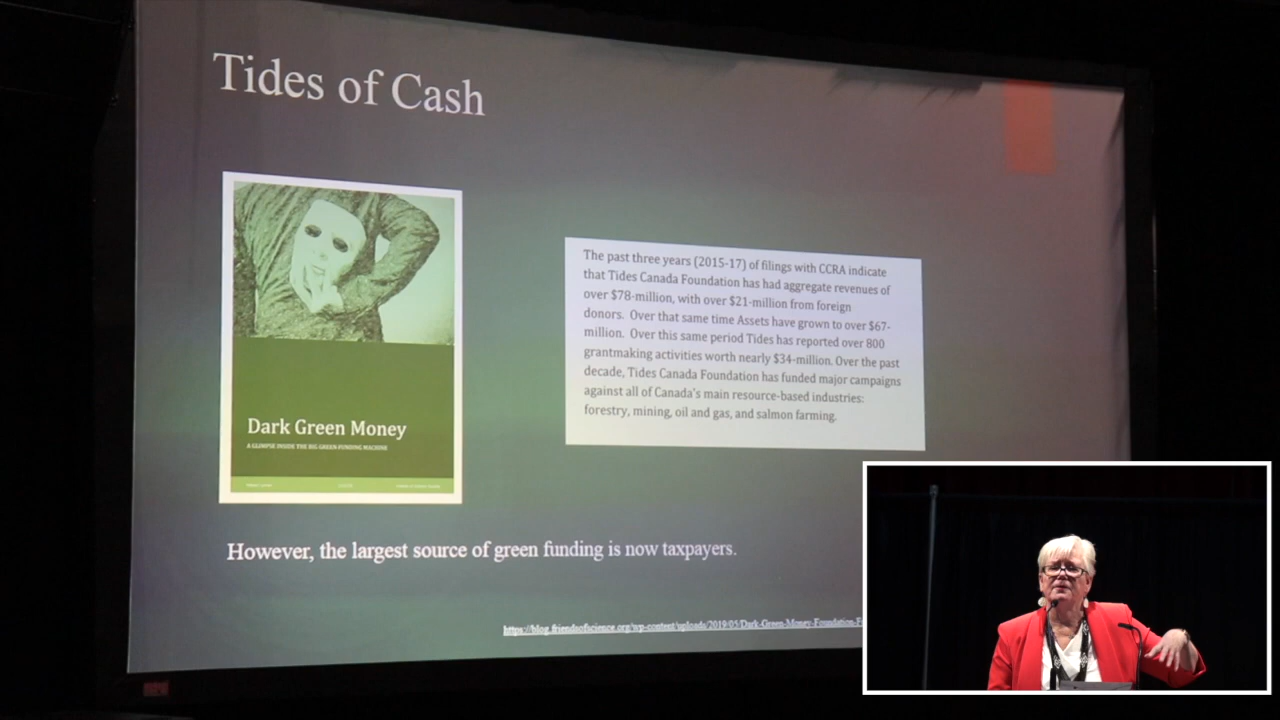 Tides of Cash
The past three years (2015-17) of filings with CCRA indicate
that Tides Canada Foundation has had aggregate revenues of
over $78-million, with over $21-million from foreign
donors. Over that same time Assets have grown to over $67-
million. Over this same period Tides has reported over 800
grantmaking activities worth nearly $34-million. Over the past
decade, Tides Canada Foundation has funded major campaigns
against all of Canada's main resource-based industries:
forestry, mining, oil and gas, and salmon farming.
Dark Green Money
A GLIMPSE INSIDE THE BIG GREEN FUNDING MACHINE
However, the largest source of green funding is now taxpayers.
https://blog.friendsofscience.org/wp-content/uploads/2019/05/Dark-Green-Money-Foundation-F